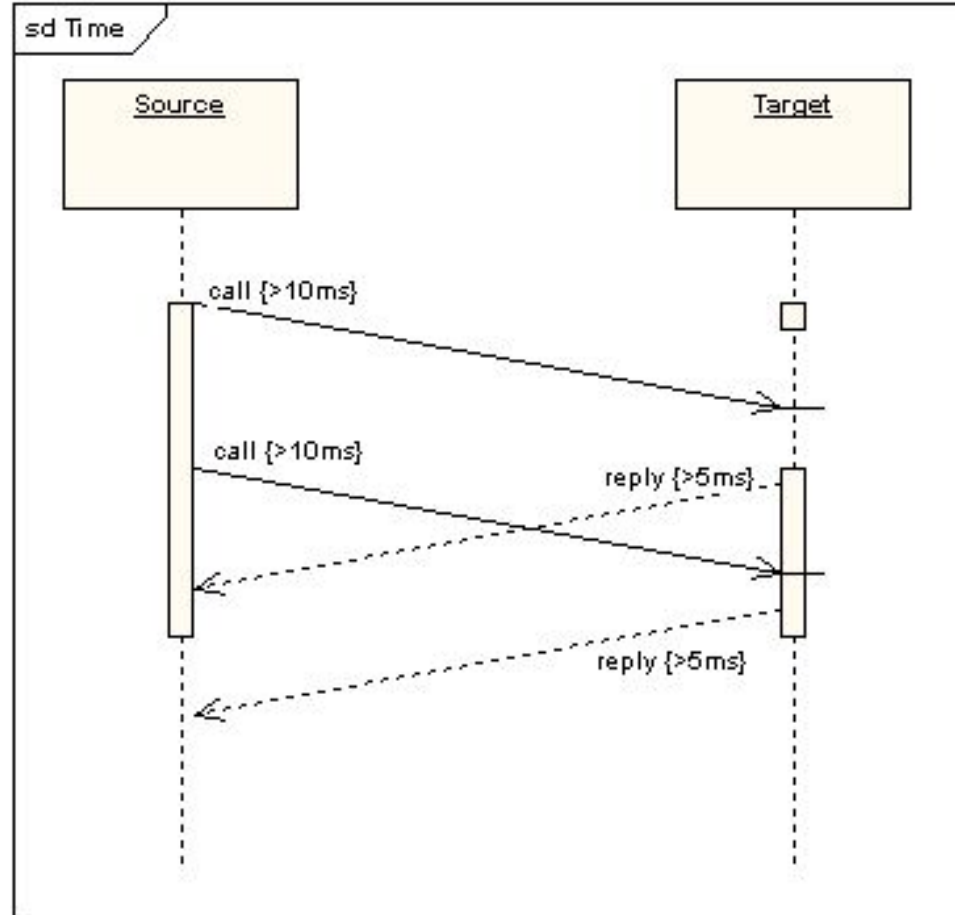 sd Time
Source
Target
call {>10ms}
call {>10ms}
reply {>5ms}
reply {>5ms}